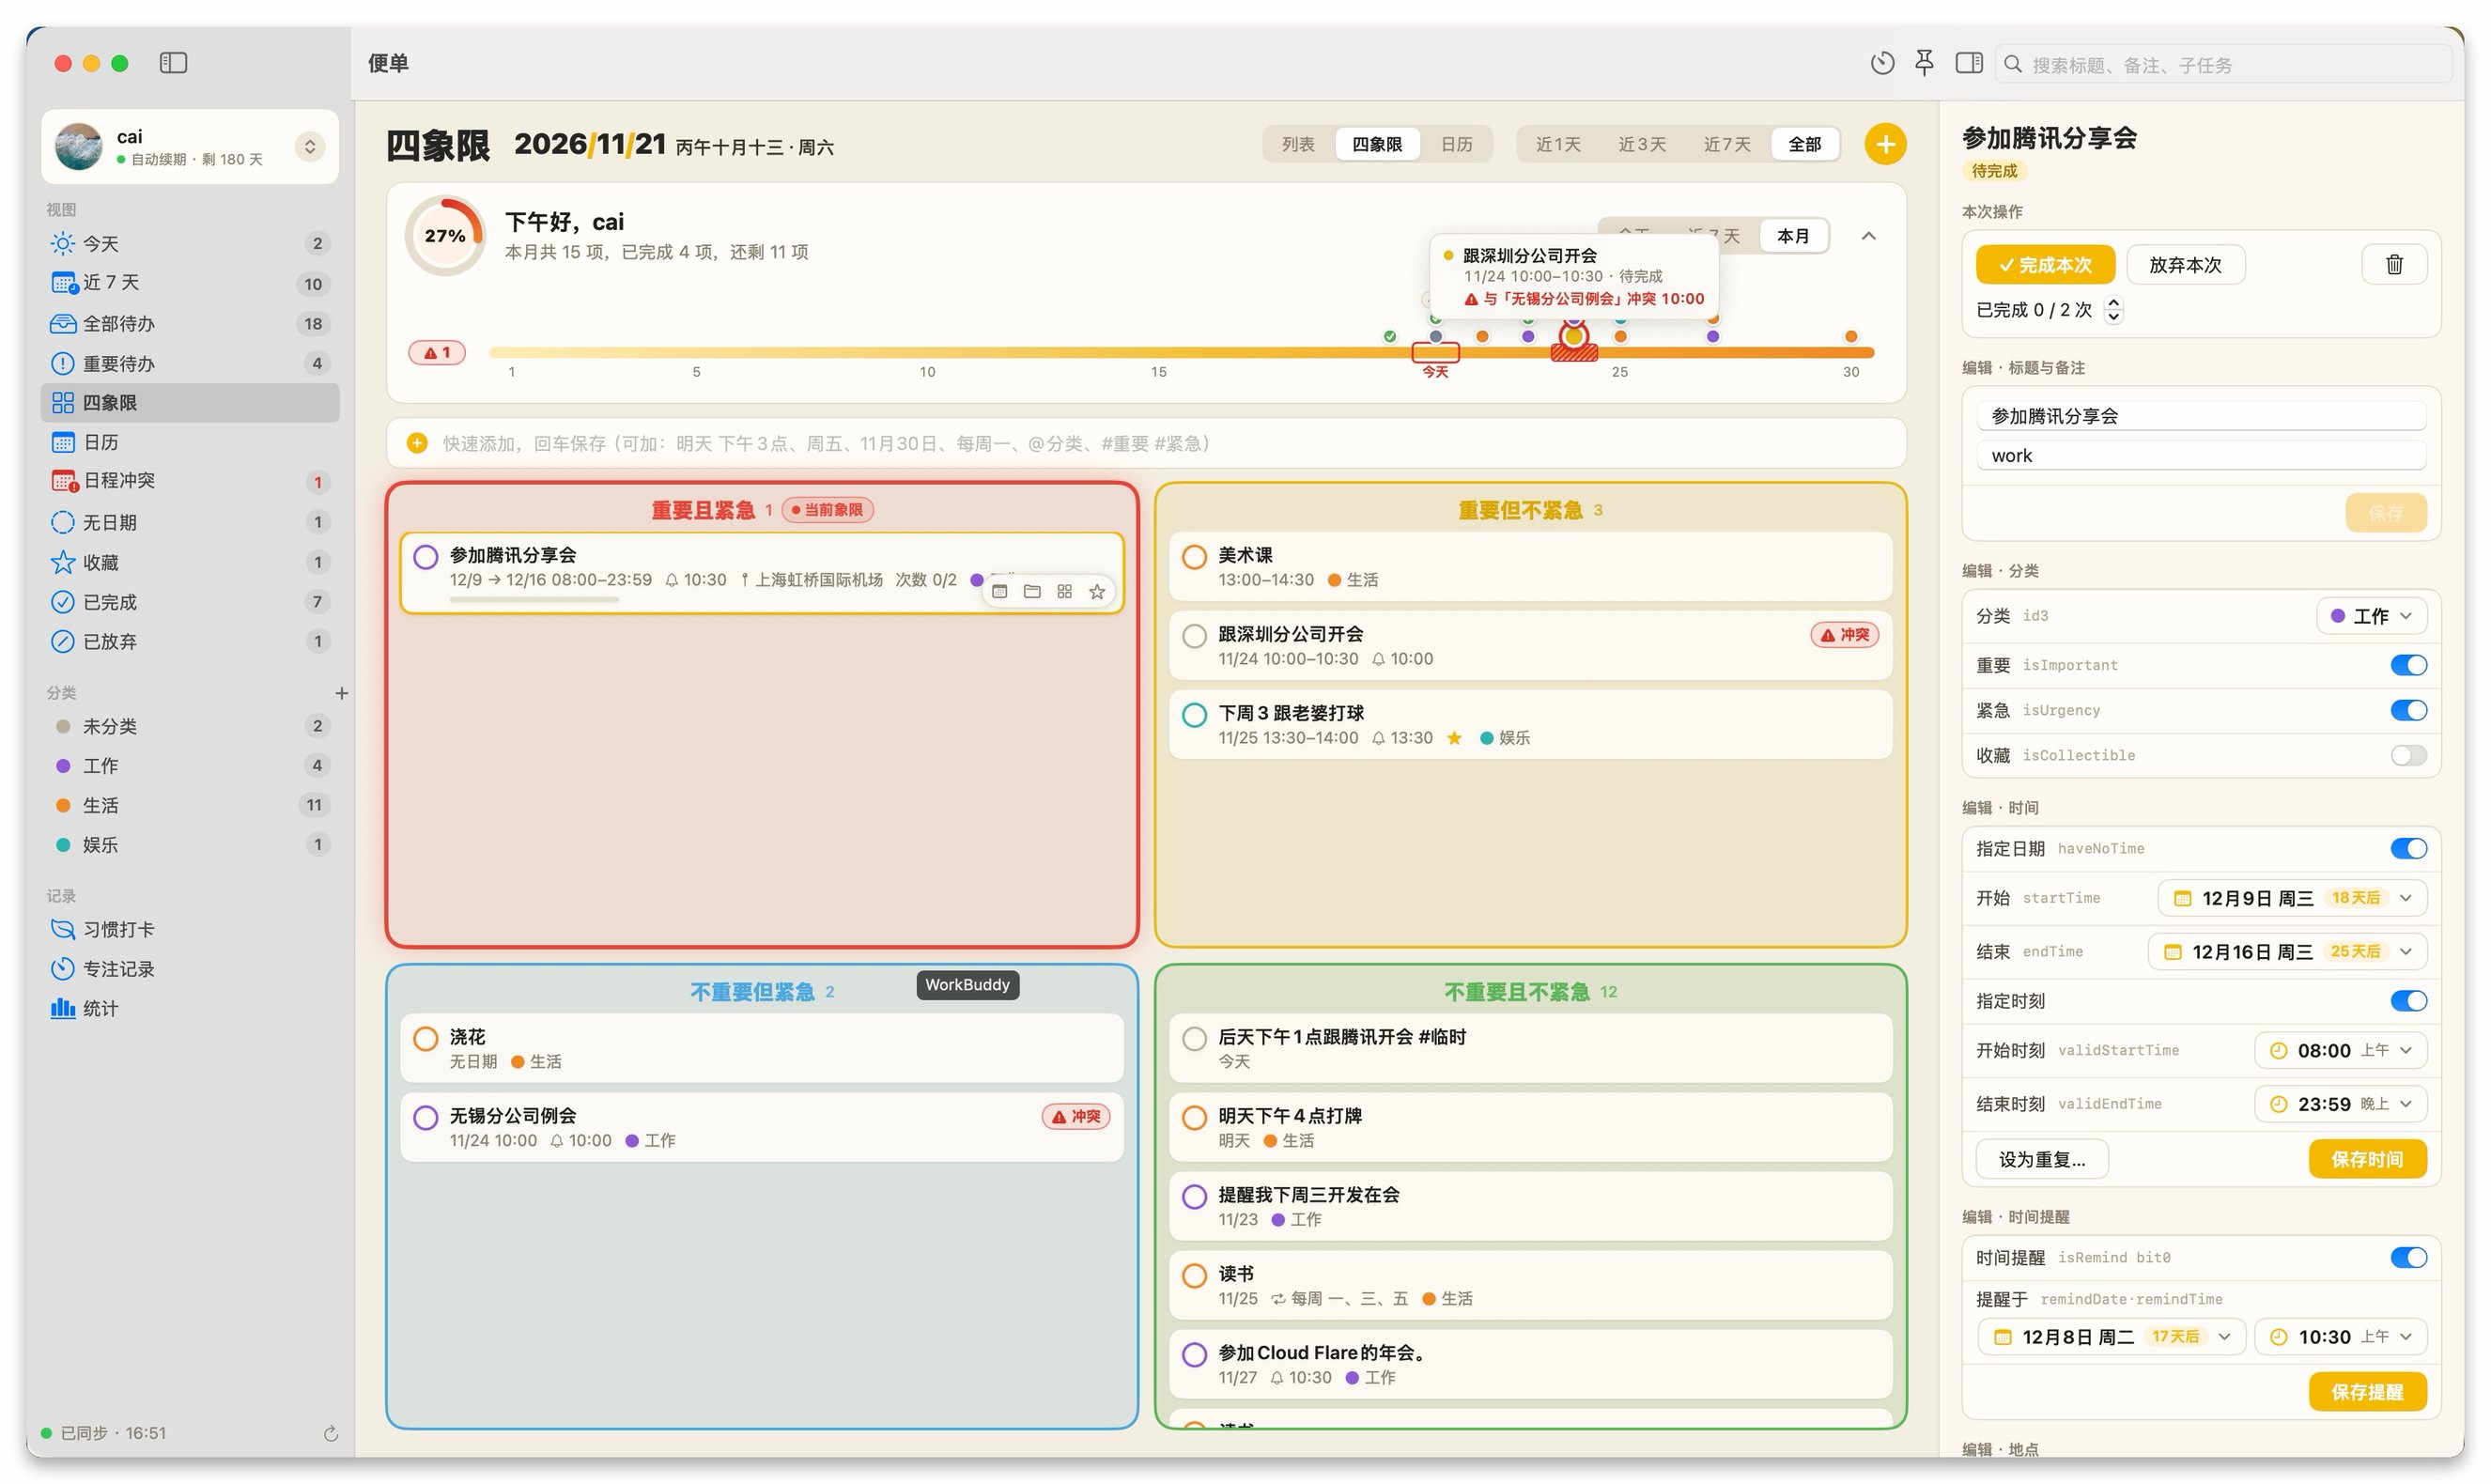 便单
搜索标题、备注、子任务
cai
自动续期 · 剩 180 天
视图
今天 2
近 7 天 10
全部待办 18
重要待办 4
四象限
日历
日程冲突 1
无日期 1
收藏 1
已完成 7
已放弃 1
分类
未分类 2
工作 4
生活 11
娱乐 1
记录
习惯打卡
专注记录
统计
已同步 · 16:51
四象限 2026/11/21 丙午十月十三 · 周六
列表 四象限 日历
近1天 近3天 近7天 全部
27%
下午好，cai
本月共 15 项，已完成 4 项，还剩 11 项
7 天 本月
跟深圳分公司开会
11/24 10:00–10:30 · 待完成
与「无锡分公司例会」冲突 10:00
1
1 5 10 15 今天 25 30
快速添加，回车保存（可加：明天 下午3点、周五、11月30日、每周一、@分类、#重要 #紧急）
重要且紧急 1 当前象限
参加腾讯分享会
12/9 → 12/16 08:00–23:59 10:30 上海虹桥国际机场 次数 0/2
重要但不紧急 3
美术课
13:00–14:30 生活
跟深圳分公司开会 冲突
11/24 10:00–10:30 10:00
下周3 跟老婆打球
11/25 13:30–14:00 13:30 娱乐
不重要但紧急 2
WorkBuddy
浇花
无日期 生活
无锡分公司例会 冲突
11/24 10:00 10:00 工作
不重要且不紧急 12
后天下午1点跟腾讯开会 #临时
今天
明天下午4点打牌
明天 生活
提醒我下周三开发在会
11/23 工作
读书
11/25 每周 一、三、五 生活
参加Cloud Flare的年会。
11/27 10:30 工作
参加腾讯分享会
待完成
本次操作
完成本次 放弃本次
已完成 0 / 2 次
编辑 · 标题与备注
参加腾讯分享会
work
保存
编辑 · 分类
分类 id3 工作
重要 isImportant
紧急 isUrgency
收藏 isCollectible
编辑 · 时间
指定日期 haveNoTime
开始 startTime 12月9日 周三 18天后
结束 endTime 12月16日 周三 25天后
指定时刻
开始时刻 validStartTime 08:00 上午
结束时刻 validEndTime 23:59 晚上
设为重复... 保存时间
编辑 · 时间提醒
时间提醒 isRemind bit0
提醒于 remindDate·remindTime
12月8日 周二 17天后 10:30 上午
保存提醒
编辑 · 地点